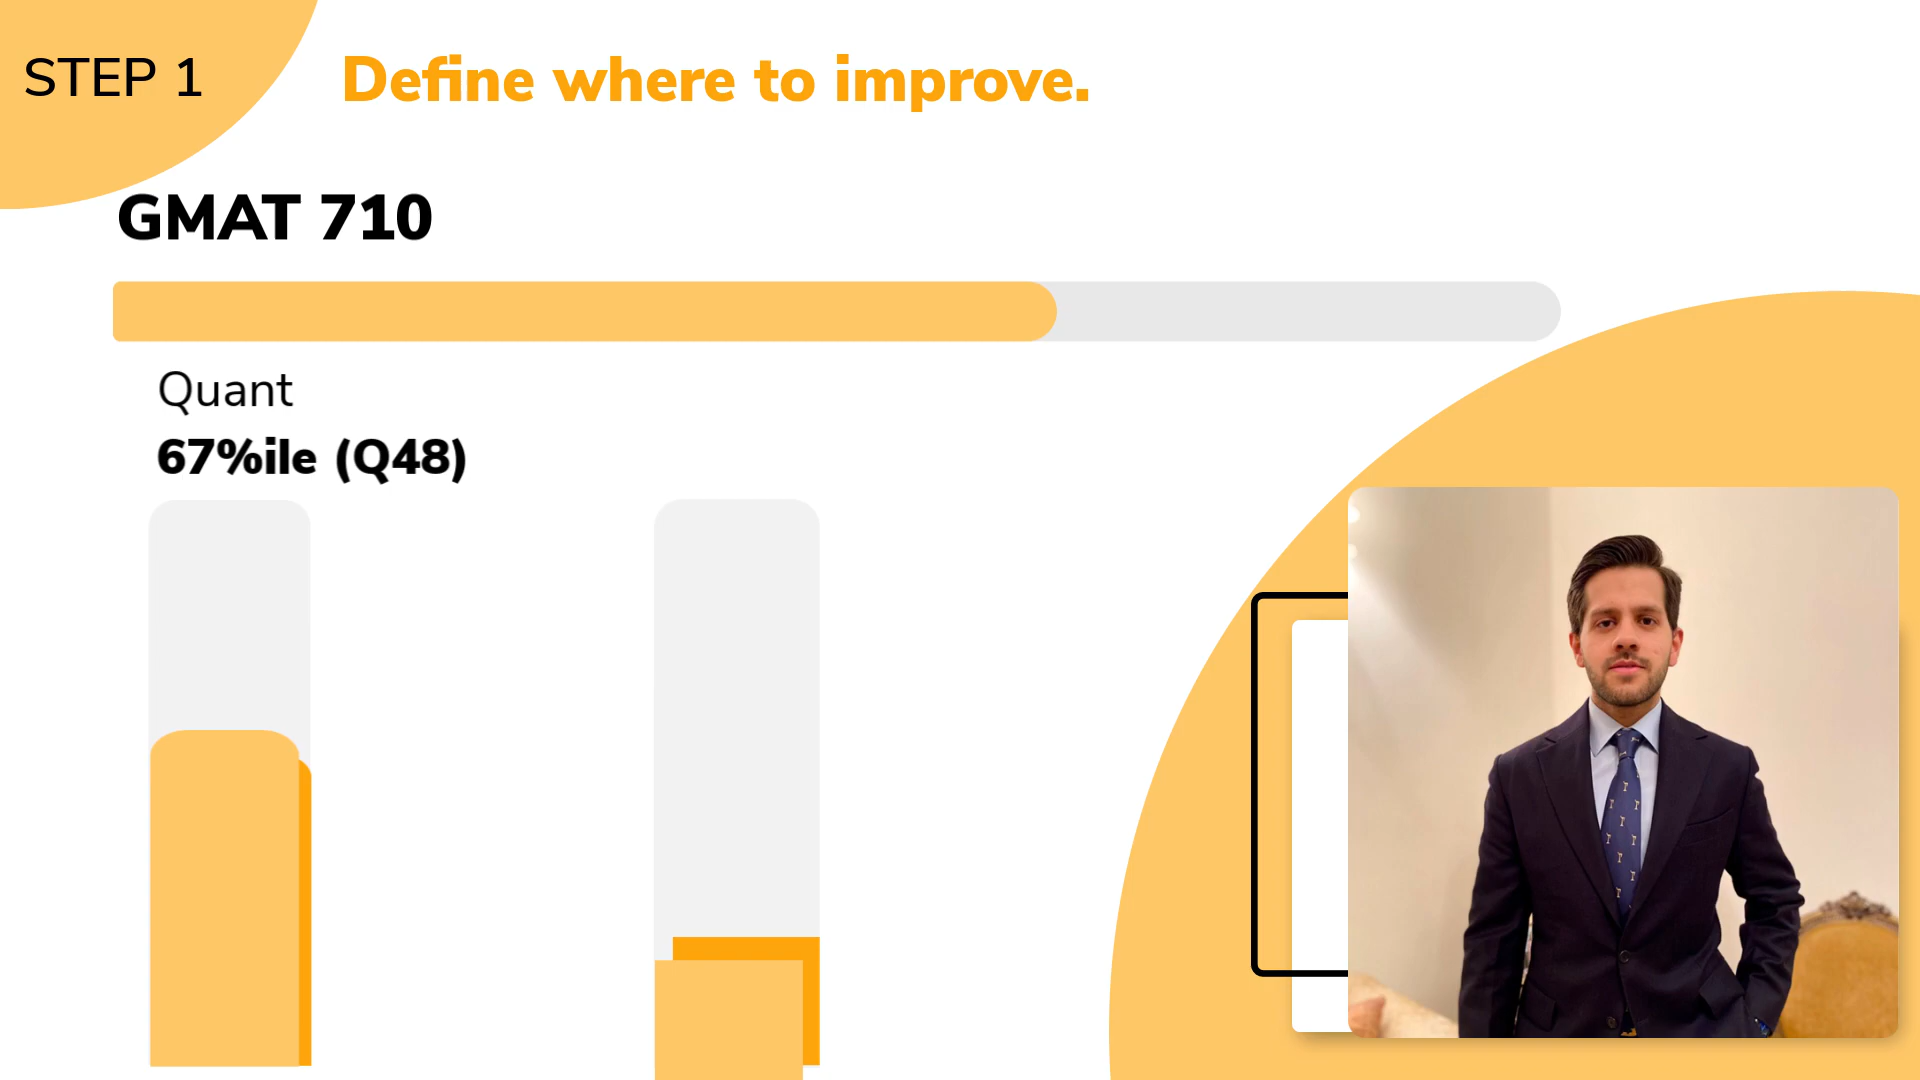 STEP 1
Define where to improve.
GMAT 710
Quant
67%ile (Q48)